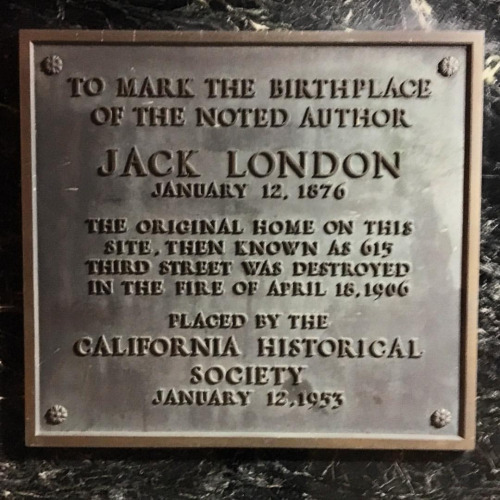 TO MARK THE BIRTHPLACE
OF THE NOTED AUTHOR
JACK LONDON
JANUARY 12, 1876
THE ORIGINAL HOME ON THIS
SITE, THEN KNOWN AS 615
THIRD STREET WAS DESTROYED
IN THE FIRE OF APRIL 18, 1906
PLACED BY THE
CALIFORNIA HISTORICAL
SOCIETY
JANUARY 12, 1953